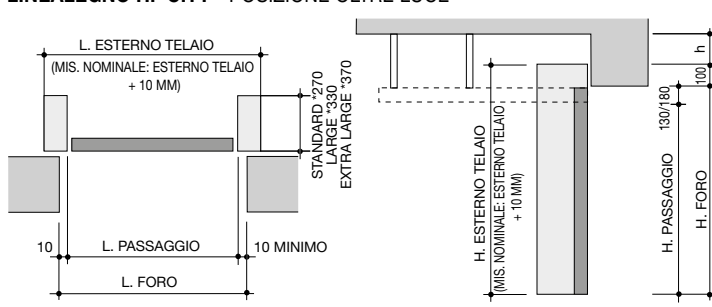 L. ESTERNO TELAIO
(MIS. NOMINALE: ESTERNO TELAIO
+ 10 MM)
STANDARD *270
LARGE *330
EXTRA LARGE *370
10
L. PASSAGGIO
10 MINIMO
L. FORO
H. ESTERNO TELAIO
(MIS. NOMINALE: ESTERNO TELAIO
+ 10 MM)
h
100
130/180
H. PASSAGGIO
H. FORO